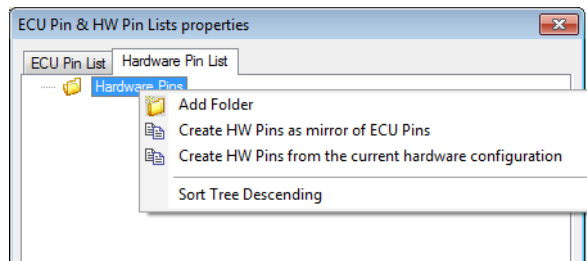 ECU Pin & HW Pin Lists properties
ECU Pin List Hardware Pin List
Hardware Pins
Add Folder
Create HW Pins as mirror of ECU Pins
Create HW Pins from the current hardware configuration
Sort Tree Descending